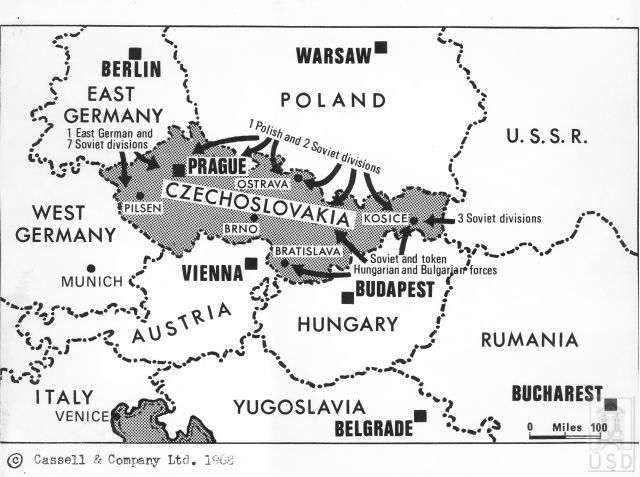 WARSAW
BERLIN
EAST
GERMANY
POLAND
U.S.S.R.
1 East German and
7 Soviet divisions
1 Polish and 2 Soviet divisions
PRAGUE
OSTRAVA
CZECHOSLOVAKIA
PILSEN
WEST
GERMANY
KOSICE
3 Soviet divisions
BRNO
BRATISLAVA
Soviet and token
Hungarian and Bulgarian forces
MUNICH
VIENNA
BUDAPEST
AUSTRIA
HUNGARY
RUMANIA
ITALY
VENICE
YUGOSLAVIA
BELGRADE
BUCHAREST
0 Miles 100
USD
© Cassell & Company Ltd. 1968